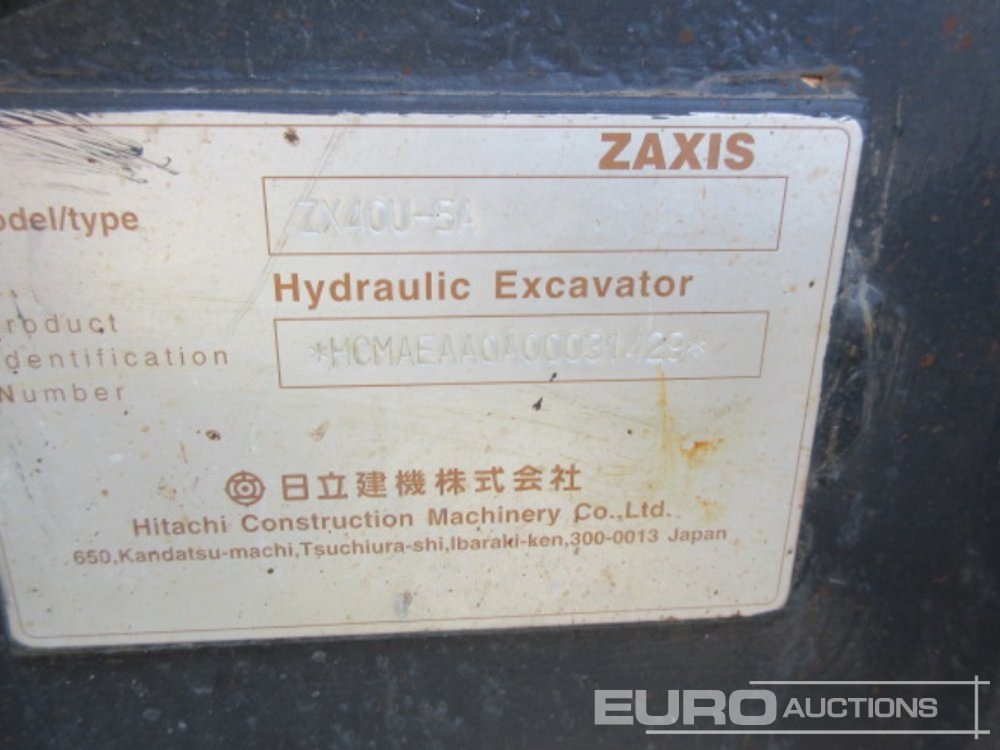 ZAXIS
odel/type
ZX40U-5A
Hydraulic Excavator
roduct
dentification
Number
*HCMAEAA0A00031429*
日立建機株式会社
Hitachi Construction Machinery Co.,Ltd.
650,Kandatsu-machi,Tsuchiura-shi,Ibaraki-ken,300-0013 Japan
EURO AUCTIONS